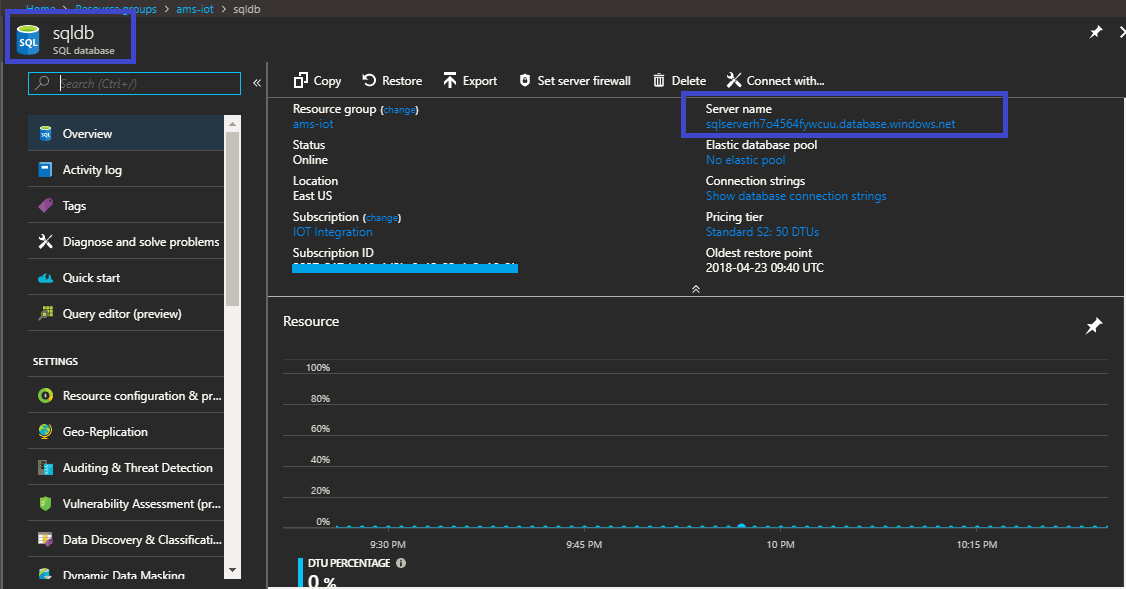 Home > Resource groups > ams-iot > sqldb
SQL
sqldb
SQL database
Search (Ctrl+/)
«
SQL Overview
Activity log
Tags
Diagnose and solve problems
Quick start
Query editor (preview)
SETTINGS
Resource configuration & pr...
Geo-Replication
Auditing & Threat Detection
Vulnerability Assessment (pr...
Data Discovery & Classificati...
Dynamic Data Masking
Copy Restore Export Set server firewall Delete Connect with...
Resource group (change)
ams-iot
Status
Online
Location
East US
Subscription (change)
IOT Integration
Subscription ID
Server name
sqlserverh7o4564fywcuu.database.windows.net
Elastic database pool
No elastic pool
Connection strings
Show database connection strings
Pricing tier
Standard S2: 50 DTUs
Oldest restore point
2018-04-23 09:40 UTC
Resource
100%
80%
60%
40%
20%
0%
9:30 PM 9:45 PM 10 PM 10:15 PM
DTU PERCENTAGE
0 %